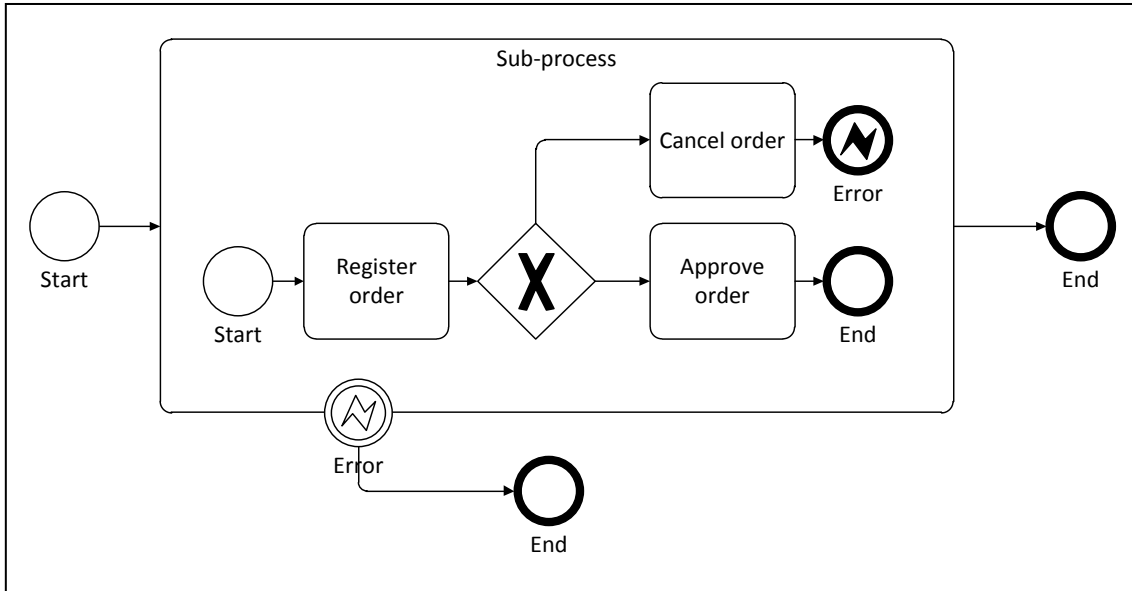 Sub-process
Cancel order
Error
Start
Register
order
Approve
order
Start
End
End
Error
End